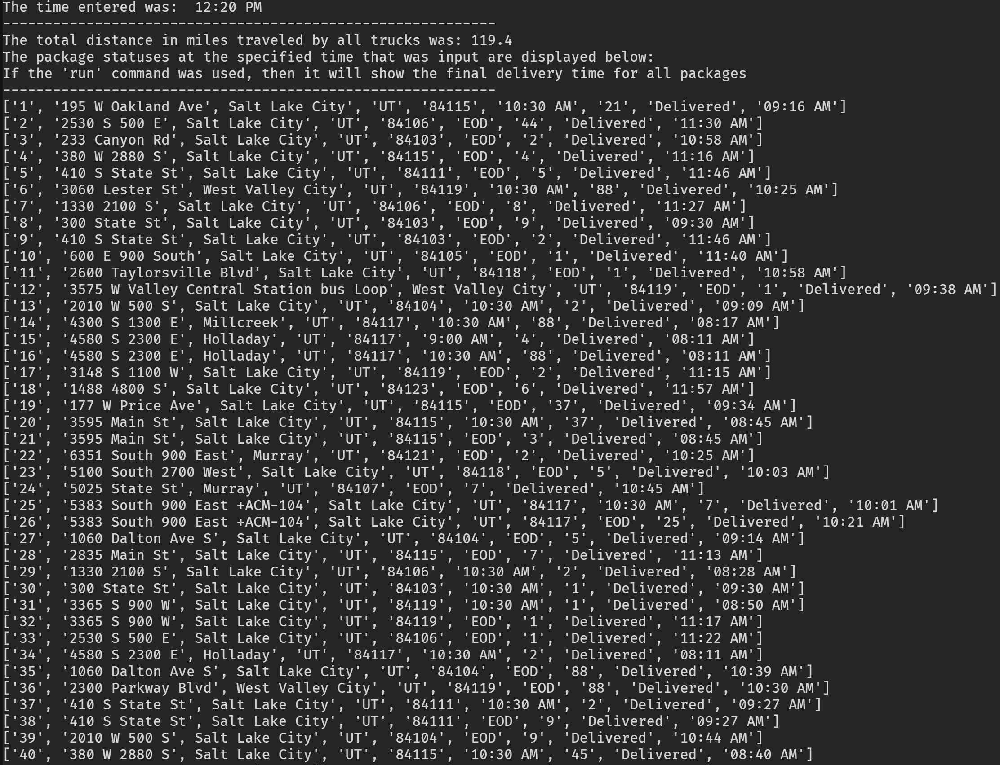 The time entered was:  12:20 PM
-----------------------------------------------------------
The total distance in miles traveled by all trucks was: 119.4
The package statuses at the specified time that was input are displayed below:
If the 'run' command was used, then it will show the final delivery time for all packages
-----------------------------------------------------------
['1', '195 W Oakland Ave', Salt Lake City', 'UT', '84115', '10:30 AM', '21', 'Delivered', '09:16 AM']
['2', '2530 S 500 E', Salt Lake City', 'UT', '84106', 'EOD', '44', 'Delivered', '11:30 AM']
['3', '233 Canyon Rd', Salt Lake City', 'UT', '84103', 'EOD', '2', 'Delivered', '10:58 AM']
['4', '380 W 2880 S', Salt Lake City', 'UT', '84115', 'EOD', '4', 'Delivered', '11:16 AM']
['5', '410 S State St', Salt Lake City', 'UT', '84111', 'EOD', '5', 'Delivered', '11:46 AM']
['6', '3060 Lester St', West Valley City', 'UT', '84119', '10:30 AM', '88', 'Delivered', '10:25 AM']
['7', '1330 2100 S', Salt Lake City', 'UT', '84106', 'EOD', '8', 'Delivered', '11:27 AM']
['8', '300 State St', Salt Lake City', 'UT', '84103', 'EOD', '9', 'Delivered', '09:30 AM']
['9', '410 S State St', Salt Lake City', 'UT', '84103', 'EOD', '2', 'Delivered', '11:46 AM']
['10', '600 E 900 South', Salt Lake City', 'UT', '84105', 'EOD', '1', 'Delivered', '11:40 AM']
['11', '2600 Taylorsville Blvd', Salt Lake City', 'UT', '84118', 'EOD', '1', 'Delivered', '10:58 AM']
['12', '3575 W Valley Central Station bus Loop', West Valley City', 'UT', '84119', 'EOD', '1', 'Delivered', '09:38 AM']
['13', '2010 W 500 S', Salt Lake City', 'UT', '84104', '10:30 AM', '2', 'Delivered', '09:09 AM']
['14', '4300 S 1300 E', Millcreek', 'UT', '84117', '10:30 AM', '88', 'Delivered', '08:17 AM']
['15', '4580 S 2300 E', Holladay', 'UT', '84117', '9:00 AM', '4', 'Delivered', '08:11 AM']
['16', '4580 S 2300 E', Holladay', 'UT', '84117', '10:30 AM', '88', 'Delivered', '08:11 AM']
['17', '3148 S 1100 W', Salt Lake City', 'UT', '84119', 'EOD', '2', 'Delivered', '11:15 AM']
['18', '1488 4800 S', Salt Lake City', 'UT', '84123', 'EOD', '6', 'Delivered', '11:57 AM']
['19', '177 W Price Ave', Salt Lake City', 'UT', '84115', 'EOD', '37', 'Delivered', '09:34 AM']
['20', '3595 Main St', Salt Lake City', 'UT', '84115', '10:30 AM', '37', 'Delivered', '08:45 AM']
['21', '3595 Main St', Salt Lake City', 'UT', '84115', 'EOD', '3', 'Delivered', '08:45 AM']
['22', '6351 South 900 East', Murray', 'UT', '84121', 'EOD', '2', 'Delivered', '10:25 AM']
['23', '5100 South 2700 West', Salt Lake City', 'UT', '84118', 'EOD', '5', 'Delivered', '10:03 AM']
['24', '5025 State St', Murray', 'UT', '84107', 'EOD', '7', 'Delivered', '10:45 AM']
['25', '5383 South 900 East +ACM-104', Salt Lake City', 'UT', '84117', '10:30 AM', '7', 'Delivered', '10:01 AM']
['26', '5383 South 900 East +ACM-104', Salt Lake City', 'UT', '84117', 'EOD', '25', 'Delivered', '10:21 AM']
['27', '1060 Dalton Ave S', Salt Lake City', 'UT', '84104', 'EOD', '5', 'Delivered', '09:14 AM']
['28', '2835 Main St', Salt Lake City', 'UT', '84115', 'EOD', '7', 'Delivered', '11:13 AM']
['29', '1330 2100 S', Salt Lake City', 'UT', '84106', '10:30 AM', '2', 'Delivered', '08:28 AM']
['30', '300 State St', Salt Lake City', 'UT', '84103', '10:30 AM', '1', 'Delivered', '09:30 AM']
['31', '3365 S 900 W', Salt Lake City', 'UT', '84119', '10:30 AM', '1', 'Delivered', '08:50 AM']
['32', '3365 S 900 W', Salt Lake City', 'UT', '84119', 'EOD', '1', 'Delivered', '11:17 AM']
['33', '2530 S 500 E', Salt Lake City', 'UT', '84106', 'EOD', '1', 'Delivered', '11:22 AM']
['34', '4580 S 2300 E', Holladay', 'UT', '84117', '10:30 AM', '2', 'Delivered', '08:11 AM']
['35', '1060 Dalton Ave S', Salt Lake City', 'UT', '84104', 'EOD', '88', 'Delivered', '10:39 AM']
['36', '2300 Parkway Blvd', West Valley City', 'UT', '84119', 'EOD', '88', 'Delivered', '10:30 AM']
['37', '410 S State St', Salt Lake City', 'UT', '84111', '10:30 AM', '2', 'Delivered', '09:27 AM']
['38', '410 S State St', Salt Lake City', 'UT', '84111', 'EOD', '9', 'Delivered', '09:27 AM']
['39', '2010 W 500 S', Salt Lake City', 'UT', '84104', 'EOD', '9', 'Delivered', '10:44 AM']
['40', '380 W 2880 S', Salt Lake City', 'UT', '84115', '10:30 AM', '45', 'Delivered', '08:40 AM']